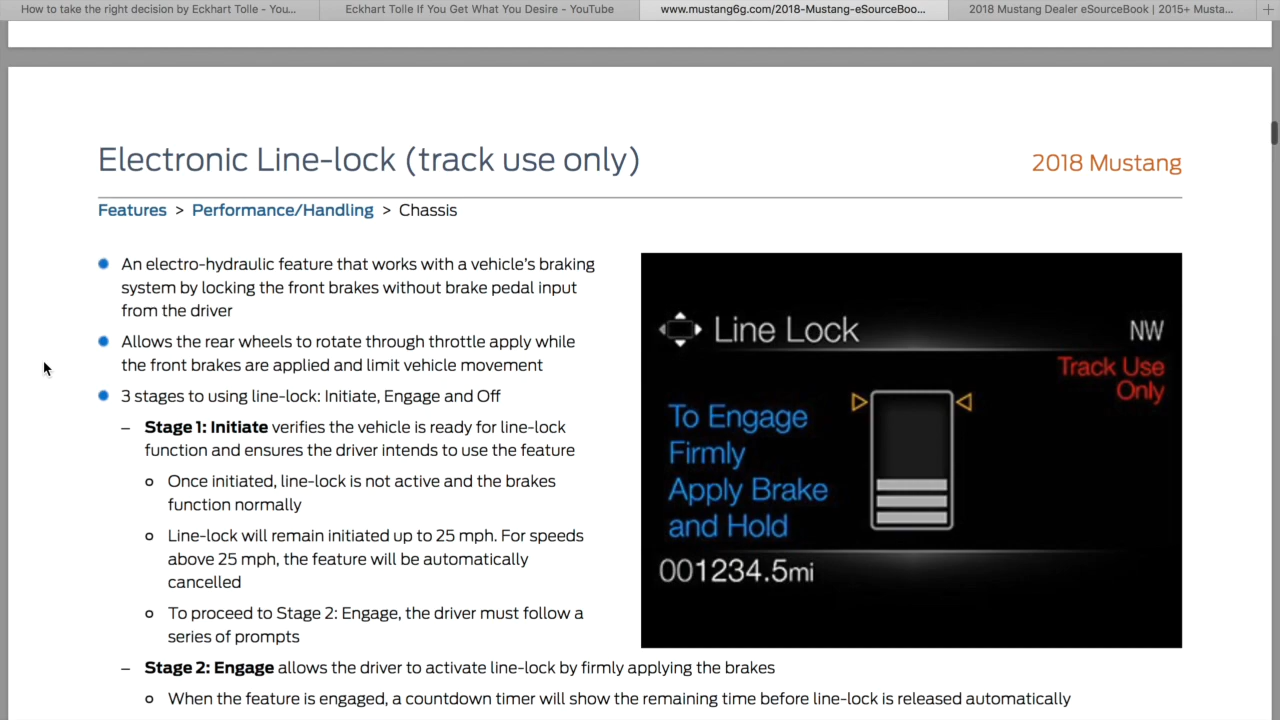 How to take the right decision by Eckhart Tolle - You...
Eckhart Tolle If You Get What You Desire - YouTube
www.mustang6g.com/2018-Mustang-eSourceBoo...
2018 Mustang Dealer eSourceBook | 2015+ Musta...
Electronic Line-lock (track use only)
2018 Mustang
Features > Performance/Handling > Chassis
An electro-hydraulic feature that works with a vehicle's braking
system by locking the front brakes without brake pedal input
from the driver
Allows the rear wheels to rotate through throttle apply while
the front brakes are applied and limit vehicle movement
3 stages to using line-lock: Initiate, Engage and Off
– Stage 1: Initiate verifies the vehicle is ready for line-lock
function and ensures the driver intends to use the feature
Once initiated, line-lock is not active and the brakes
function normally
Line-lock will remain initiated up to 25 mph. For speeds
above 25 mph, the feature will be automatically
cancelled
To proceed to Stage 2: Engage, the driver must follow a
series of prompts
– Stage 2: Engage allows the driver to activate line-lock by firmly applying the brakes
When the feature is engaged, a countdown timer will show the remaining time before line-lock is released automatically
Line Lock
NW
Track Use
Only
To Engage
Firmly
Apply Brake
and Hold
001234.5mi